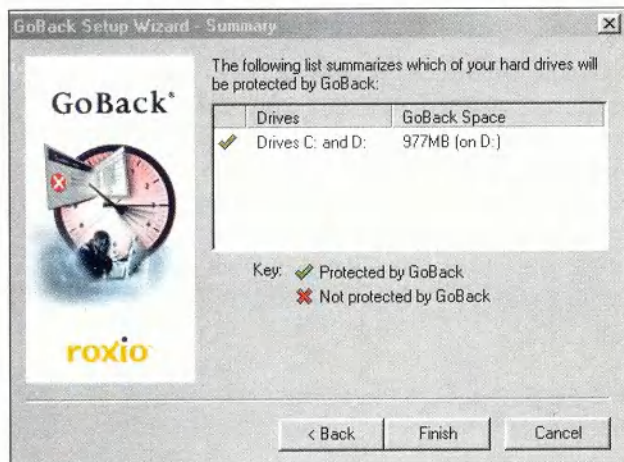 GoBack Setup Wizard - Summary
GoBack®
roxio
The following list summarizes which of your hard drives will
be protected by GoBack:
Drives GoBack Space
Drives C: and D: 977MB (on D:)
Key: Protected by GoBack
Not protected by GoBack
< Back Finish Cancel